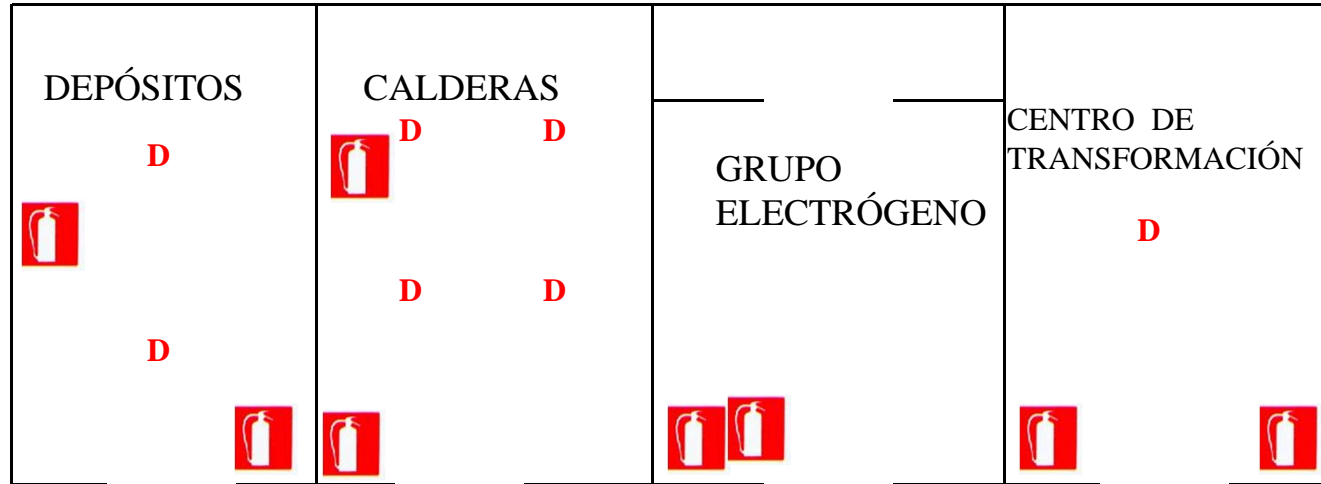 DEPÓSITOS
D
D
CALDERAS
D D
D D
GRUPO
ELECTRÓGENO
CENTRO DE
TRANSFORMACIÓN
D